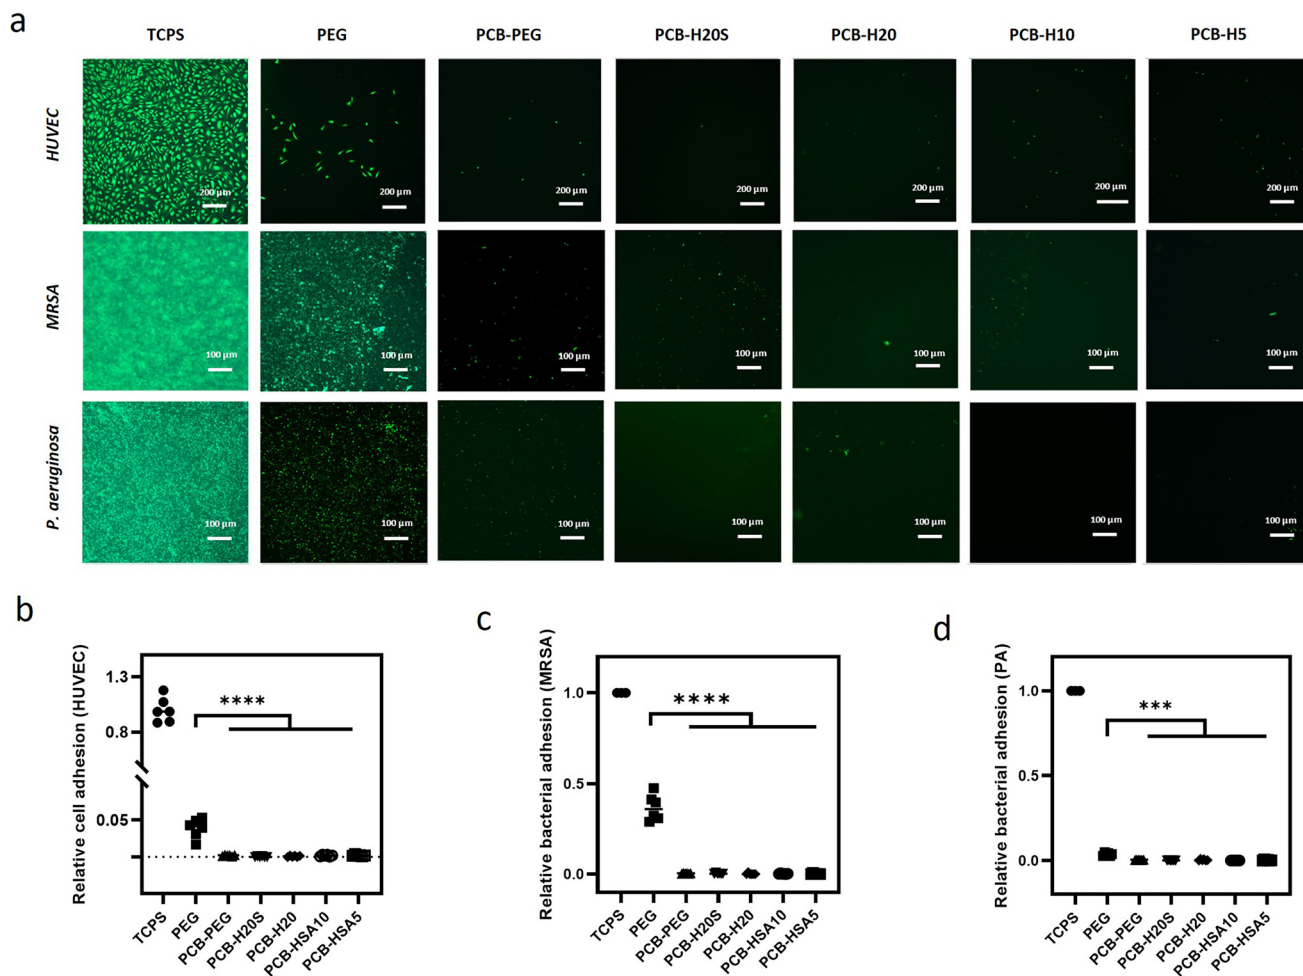 a
TCPS PEG PCB-PEG PCB-H20S PCB-H20 PCB-H10 PCB-H5
HUVEC
200 μm 200 μm 200 μm 200 μm 200 μm 200 μm 200 μm
MRSA
100 μm 100 μm 100 μm 100 μm 100 μm 100 μm 100 μm
P. aeruginosa
100 μm 100 μm 100 μm 100 μm 100 μm 100 μm 100 μm
b
Relative cell adhesion (HUVEC)
1.3
0.8
0.05
****
TCPS PEG PCB-PEG PCB-H20S PCB-H20 PCB-HSA10 PCB-HSA5
c
Relative bacterial adhesion (MRSA)
1.0
0.5
0.0
****
TCPS PEG PCB-PEG PCB-H20S PCB-H20 PCB-HSA10 PCB-HSA5
d
Relative bacterial adhesion (PA)
1.0
0.5
0.0
***
TCPS PEG PCB-PEG PCB-H20S PCB-H20 PCB-HSA10 PCB-HSA5